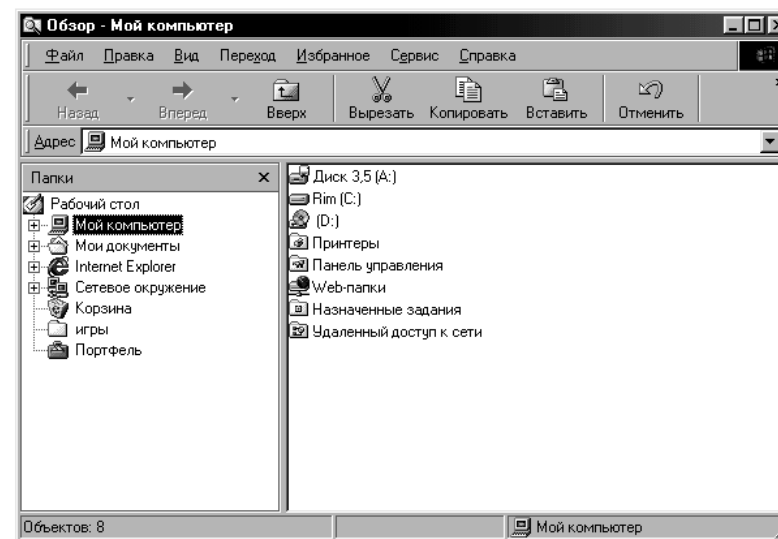 Обзор - Мой компьютер
Файл Правка Вид Переход Избранное Сервис Справка
Назад Вперед Вверх Вырезать Копировать Вставить Отменить
Адрес Мой компьютер
Папки
Рабочий стол
Мой компьютер
Мои документы
Internet Explorer
Сетевое окружение
Корзина
игры
Портфель
Диск 3,5 (A:)
Rim (C:)
(D:)
Принтеры
Панель управления
Web-папки
Назначенные задания
Удаленный доступ к сети
Объектов: 8 Мой компьютер